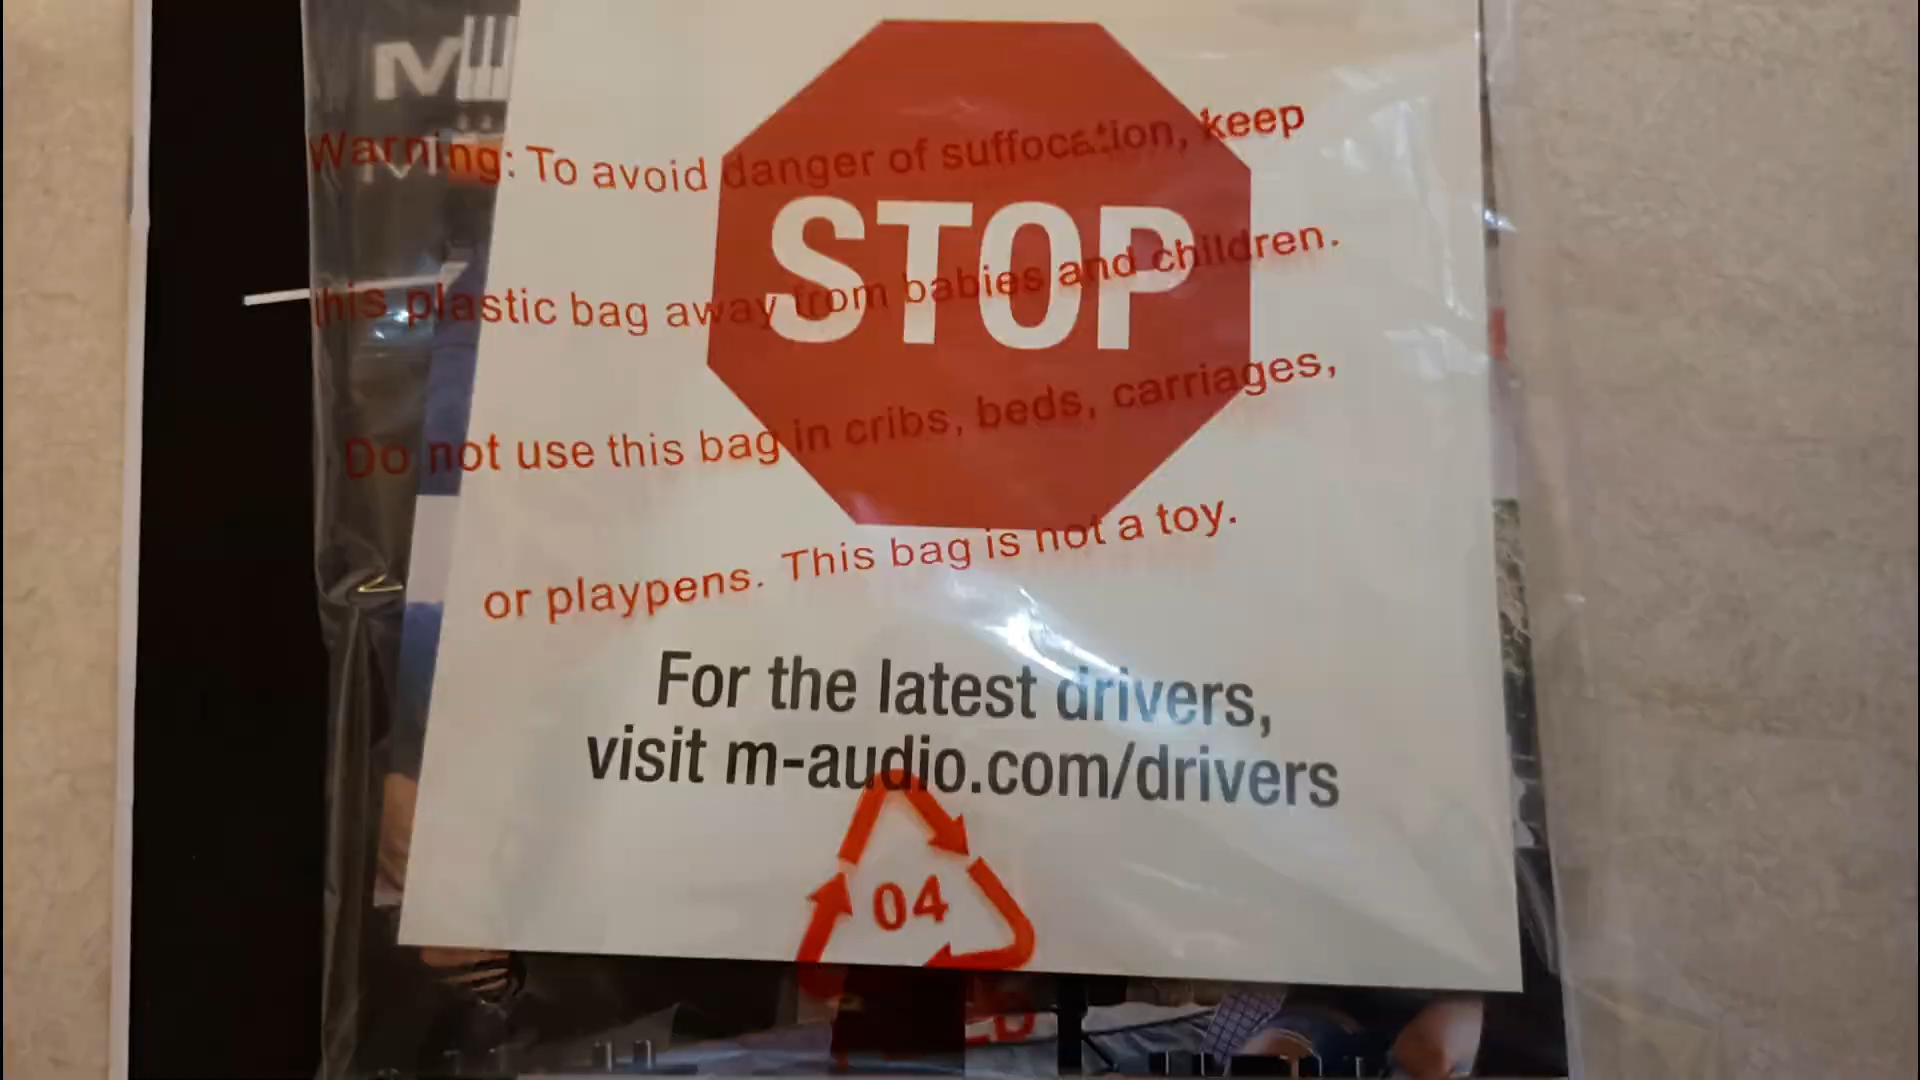 Warning: To avoid danger of suffocation, keep
this plastic bag away from babies and children.
STOP
Do not use this bag in cribs, beds, carriages,
or playpens. This bag is not a toy.
For the latest drivers,
visit m-audio.com/drivers
04